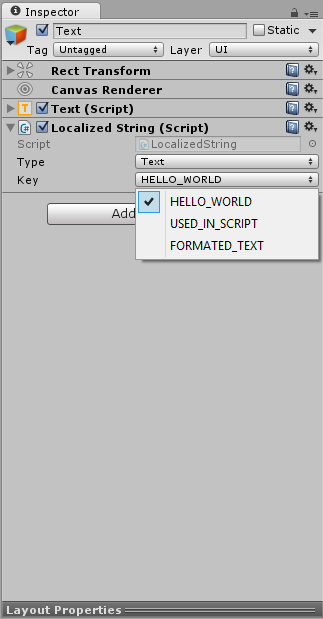 Inspector
Text
Static
Tag Untagged Layer UI
Rect Transform
Canvas Renderer
Text (Script)
Localized String (Script)
Script LocalizedString
Type Text
Key HELLO_WORLD
HELLO_WORLD
USED_IN_SCRIPT
FORMATED_TEXT
Add
Layout Properties